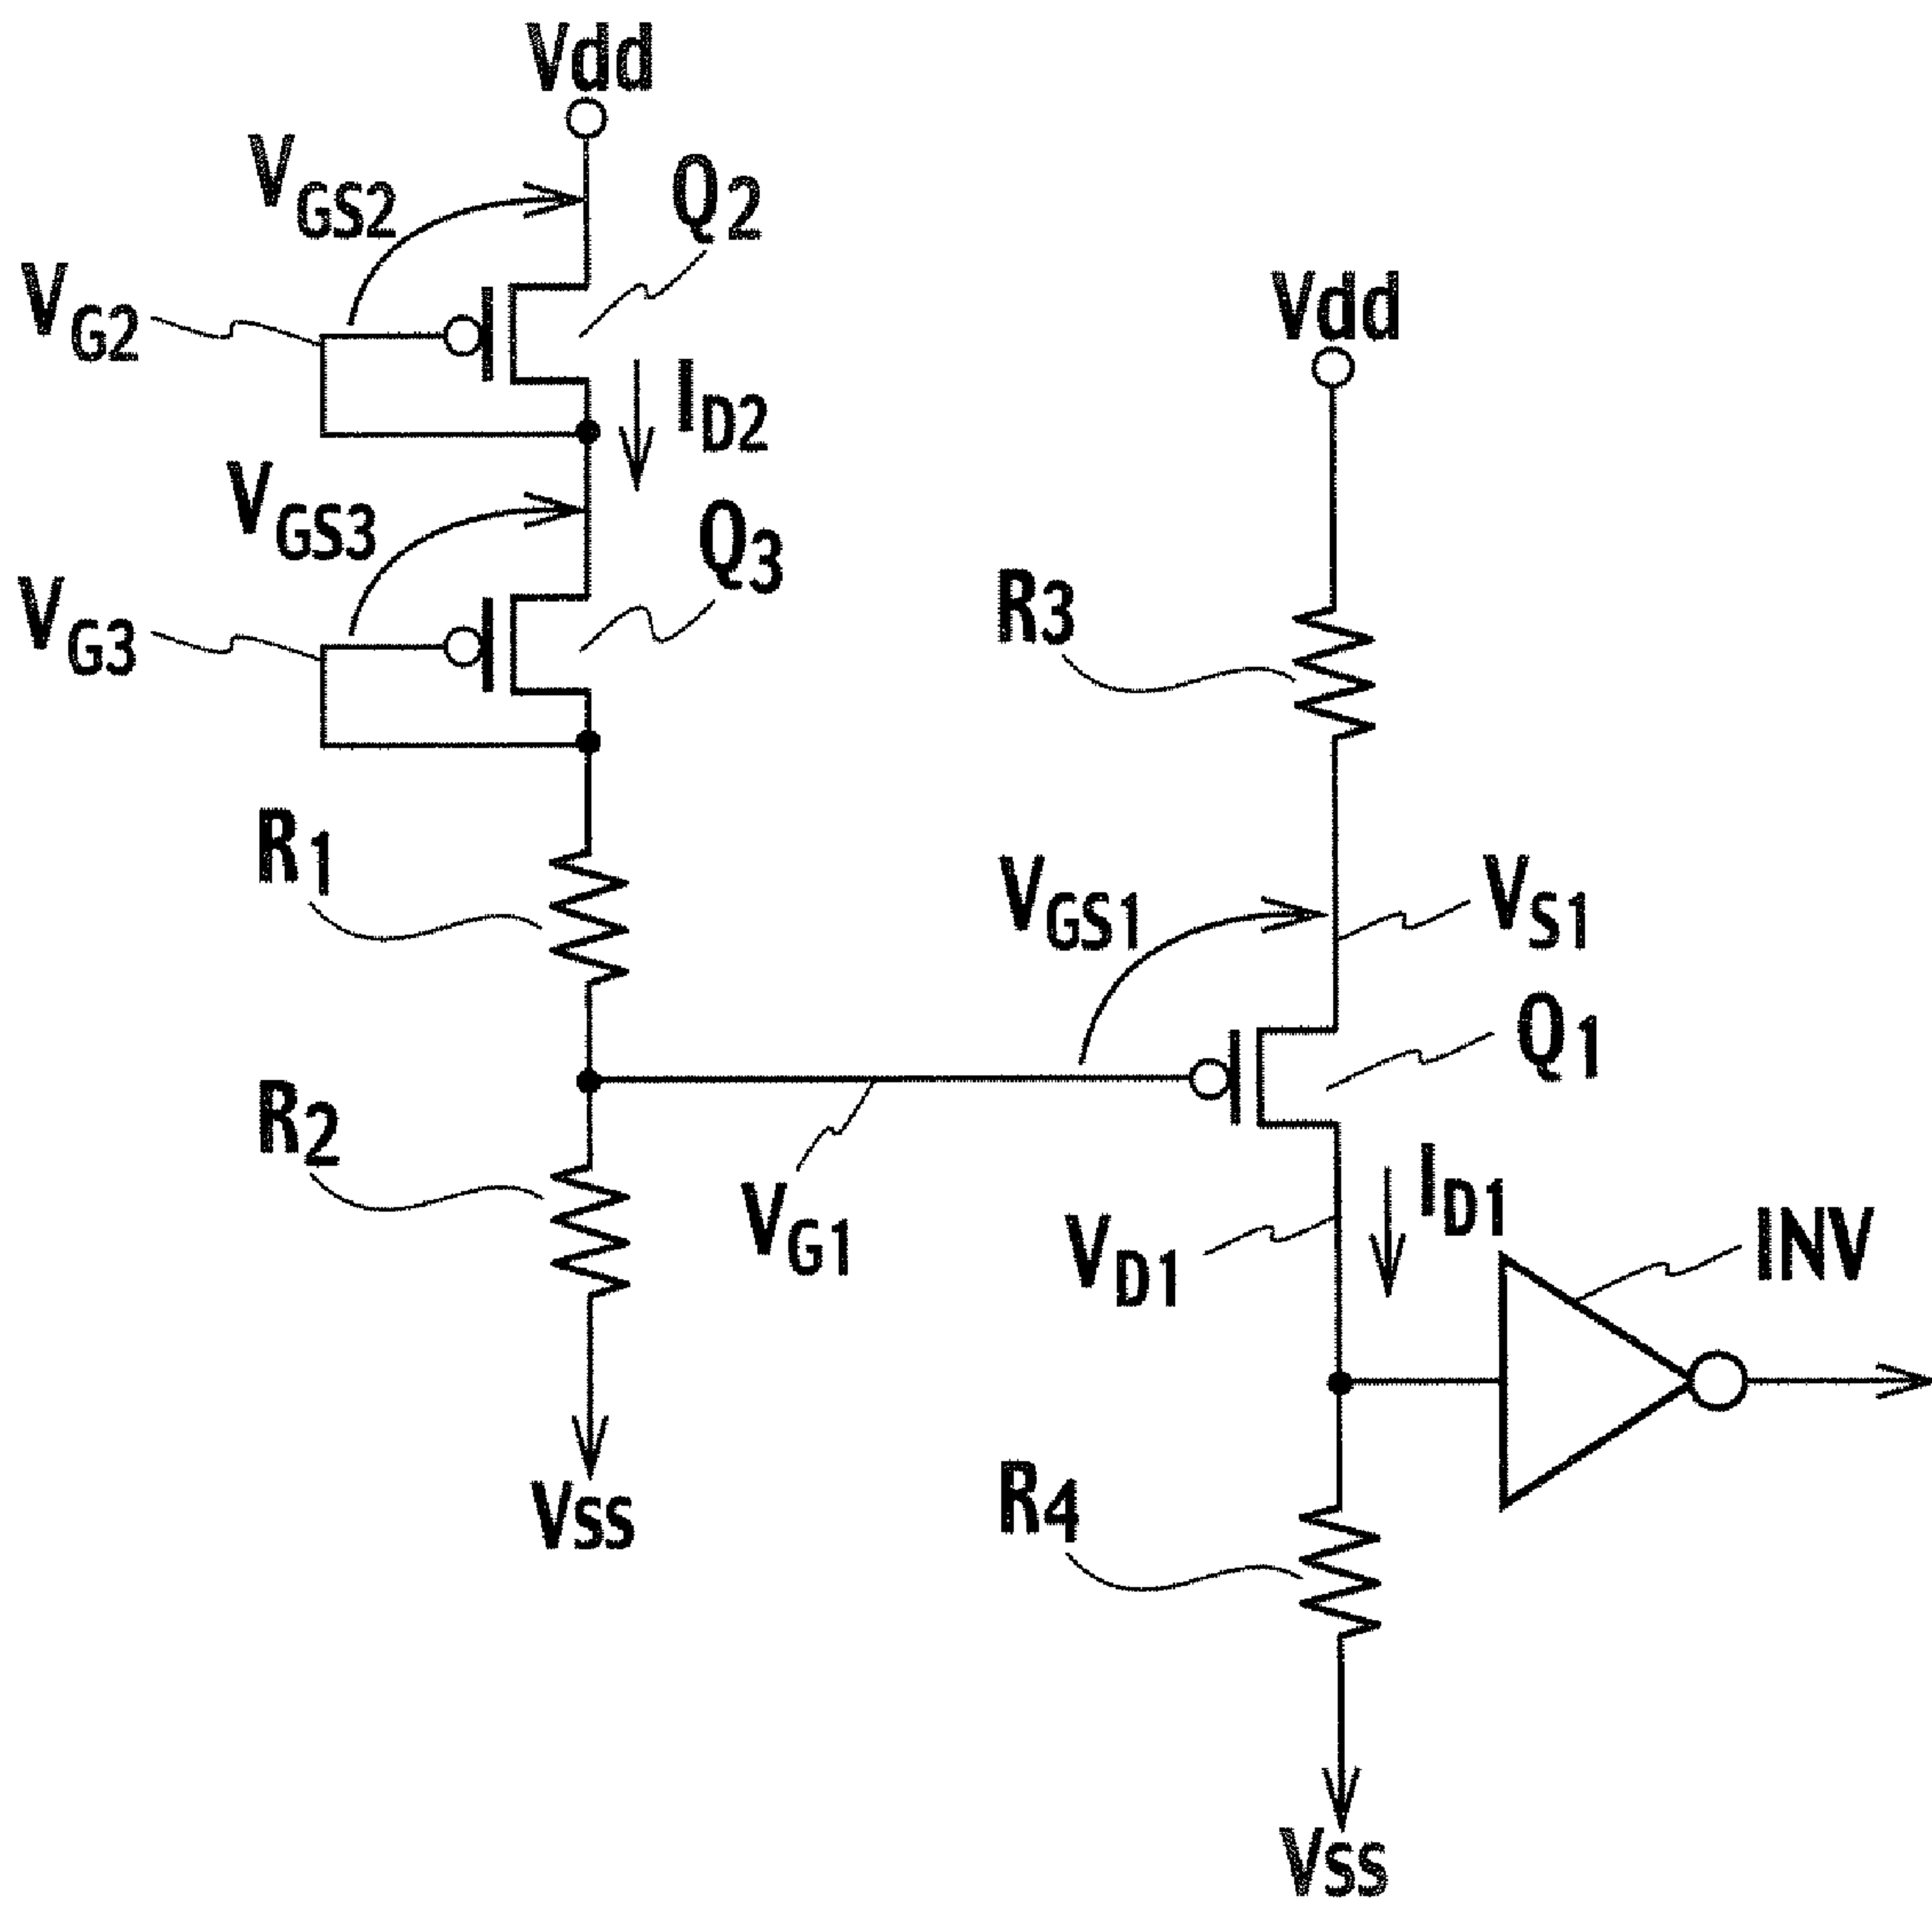 Vdd
VGS2
Q2
VG2
Vdd
ID2
VGS3
Q3
VG3
R3
R1
VGS1
VS1
Q1
R2
VG1
ID1
VD1
INV
R4
VSS
VSS